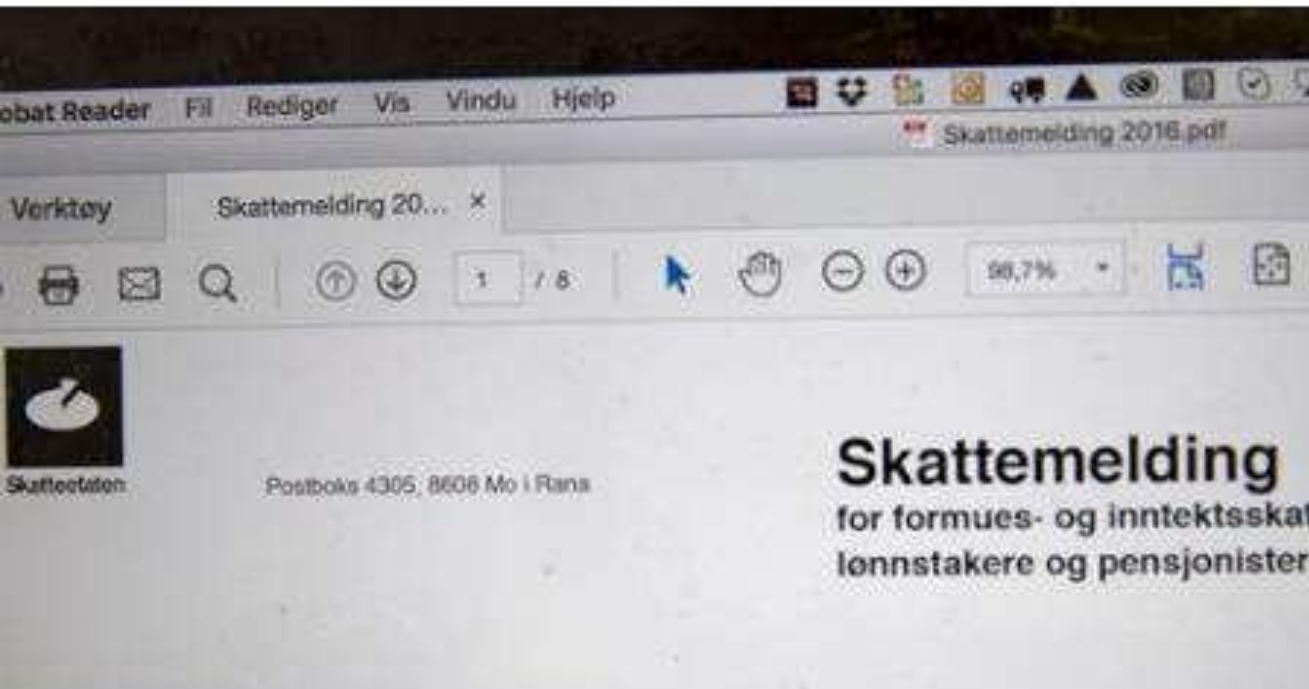 obat Reader Fil Rediger Vis Vindu Hjelp
Skattemelding 2016.pdf
Verktøy Skattemelding 20... ×
1 / 8 98,7%
Skatteetaten
Postboks 4305, 8608 Mo i Rana
Skattemelding
for formues- og inntektsskat
lønnstakere og pensjonister